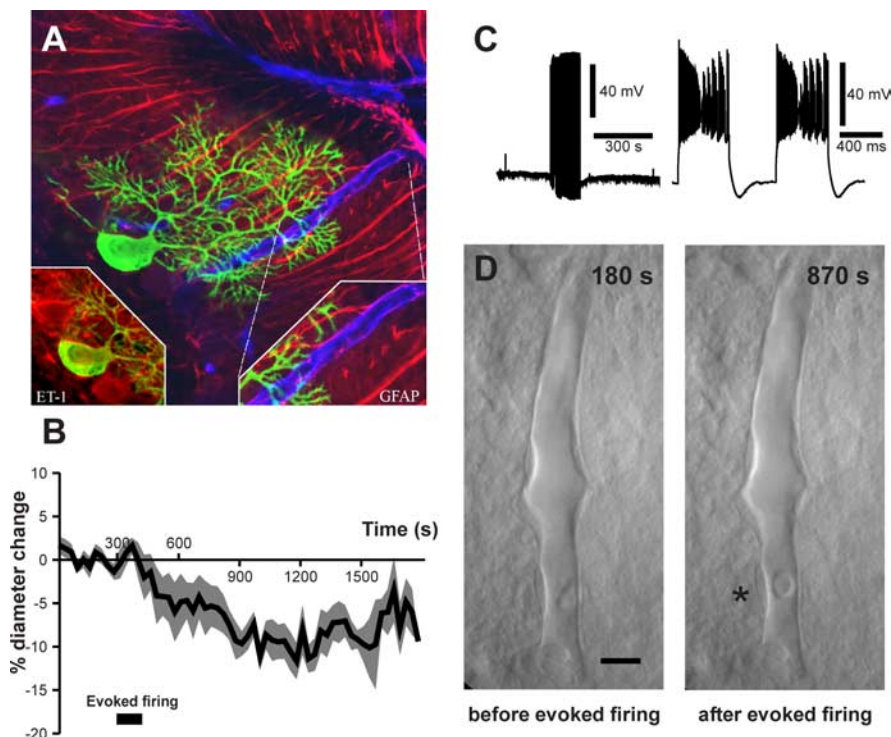 A
ET-1
GFAP
B
% diameter change
10
5
0
-5
-10
-15
-20
300
600
900
1200
1500
Time (s)
Evoked firing
C
40 mV
300 s
40 mV
400 ms
D
180 s
870 s
*
before evoked firing
after evoked firing